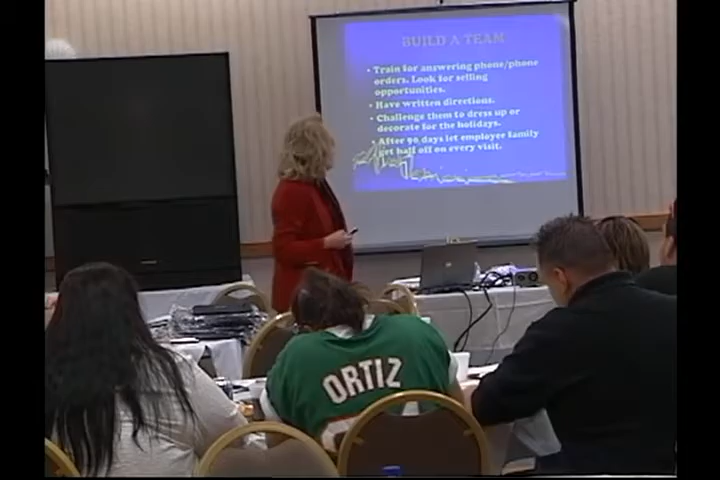 BUILD A TEAM
• Train for answering phone/phone
orders. Look for selling
opportunities.
• Have written directions.
• Challenge them to dress up or
decorate for the holidays.
• After 90 days let employee family
get half off on every visit.
ORTIZ